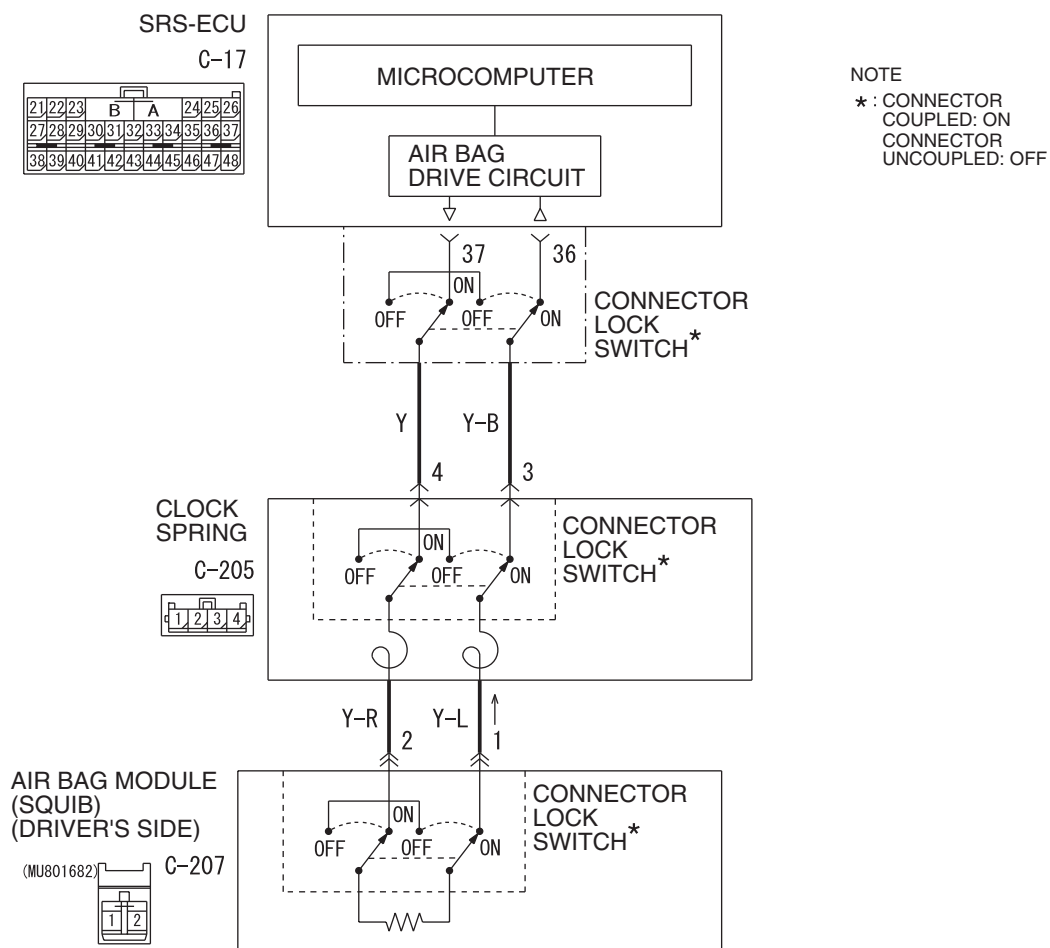 SRS-ECU
C-17
21 22 23 B A 24 25 26
27 28 29 30 31 32 33 34 35 36 37
38 39 40 41 42 43 44 45 46 47 48
MICROCOMPUTER
AIR BAG
DRIVE CIRCUIT
NOTE
* : CONNECTOR
COUPLED: ON
CONNECTOR
UNCOUPLED: OFF
37 36
ON
OFF OFF ON
CONNECTOR
LOCK
SWITCH*
Y Y-B
4 3
CLOCK
SPRING
C-205
1 2 3 4
ON
OFF OFF ON
CONNECTOR
LOCK
SWITCH*
Y-R Y-L
2 1
AIR BAG MODULE
(SQUIB)
(DRIVER'S SIDE)
(MU801682) C-207
1 2
ON
OFF OFF ON
CONNECTOR
LOCK
SWITCH*